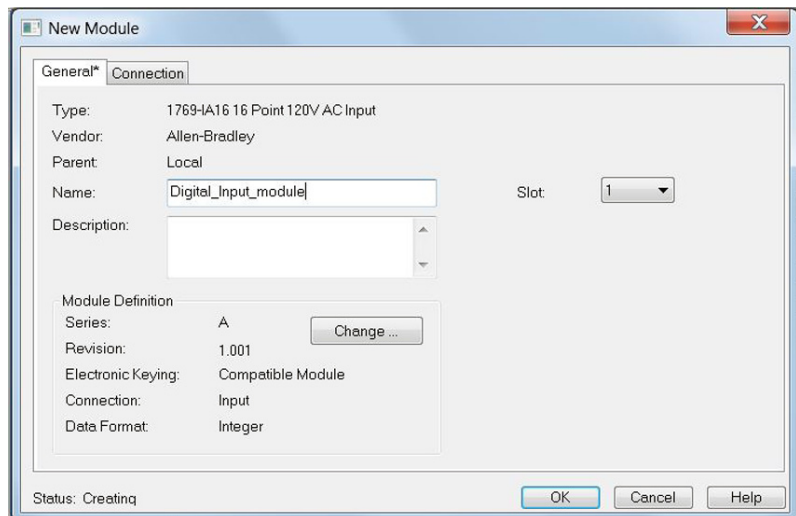 New Module
General* Connection
Type: 1769-IA16 16 Point 120V AC Input
Vendor: Allen-Bradley
Parent: Local
Name: Digital_Input_module Slot: 1
Description:
Module Definition
Series: A Change ...
Revision: 1.001
Electronic Keying: Compatible Module
Connection: Input
Data Format: Integer
Status: Creating OK Cancel Help